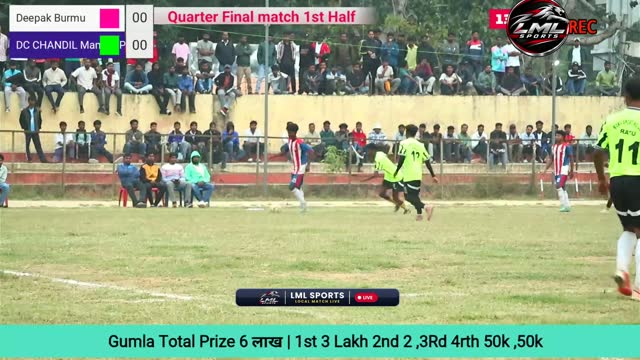 Deepak Burmu 00
Quarter Final match 1st Half
DC CHANDIL Man P 00
LML
SPORTS
REC
11
LML SPORTS
LOCAL MATCH LIVE
LIVE
Gumla Total Prize 6 लाख | 1st 3 Lakh 2nd 2 ,3Rd 4rth 50k ,50k